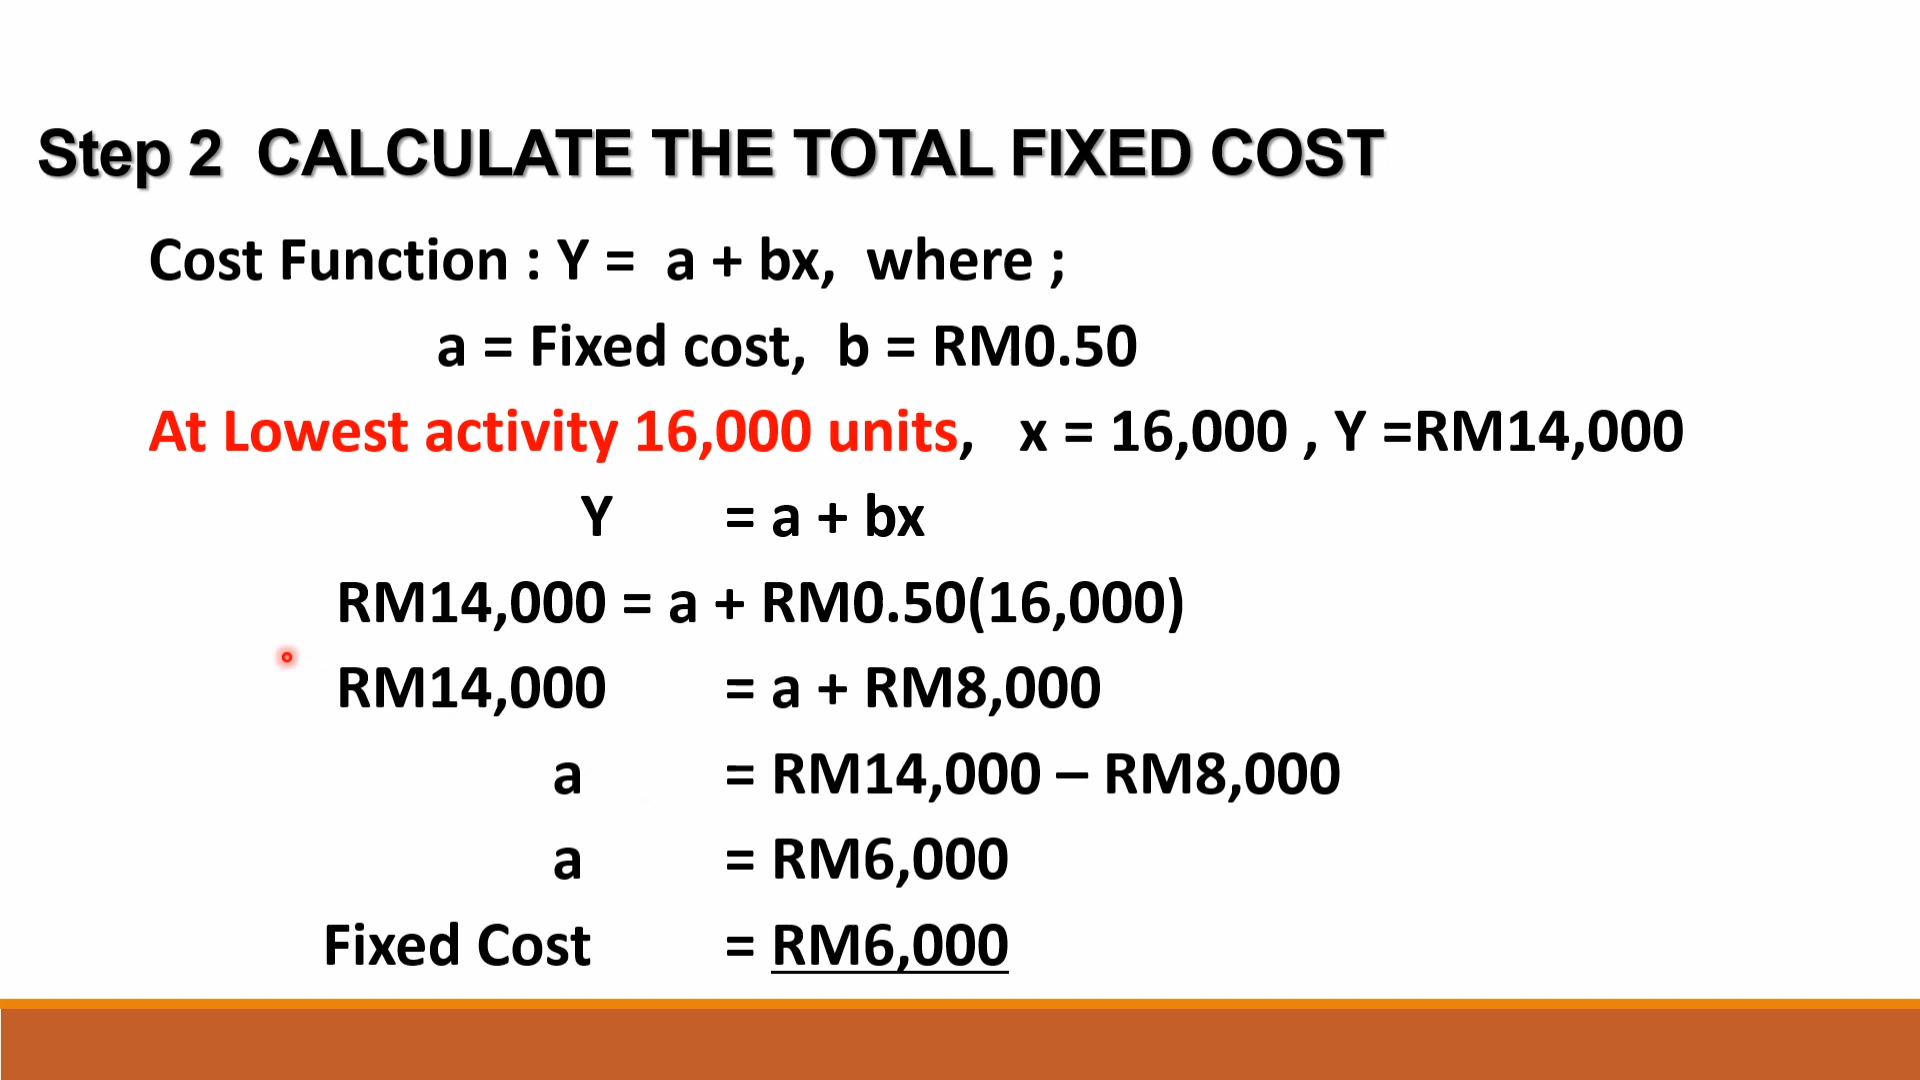 Step 2 CALCULATE THE TOTAL FIXED COST
Cost Function : Y = a + bx, where ;
a = Fixed cost, b = RM0.50
At Lowest activity 16,000 units, x = 16,000 , Y =RM14,000
Y = a + bx
RM14,000 = a + RM0.50(16,000)
RM14,000 = a + RM8,000
a = RM14,000 – RM8,000
a = RM6,000
Fixed Cost = RM6,000